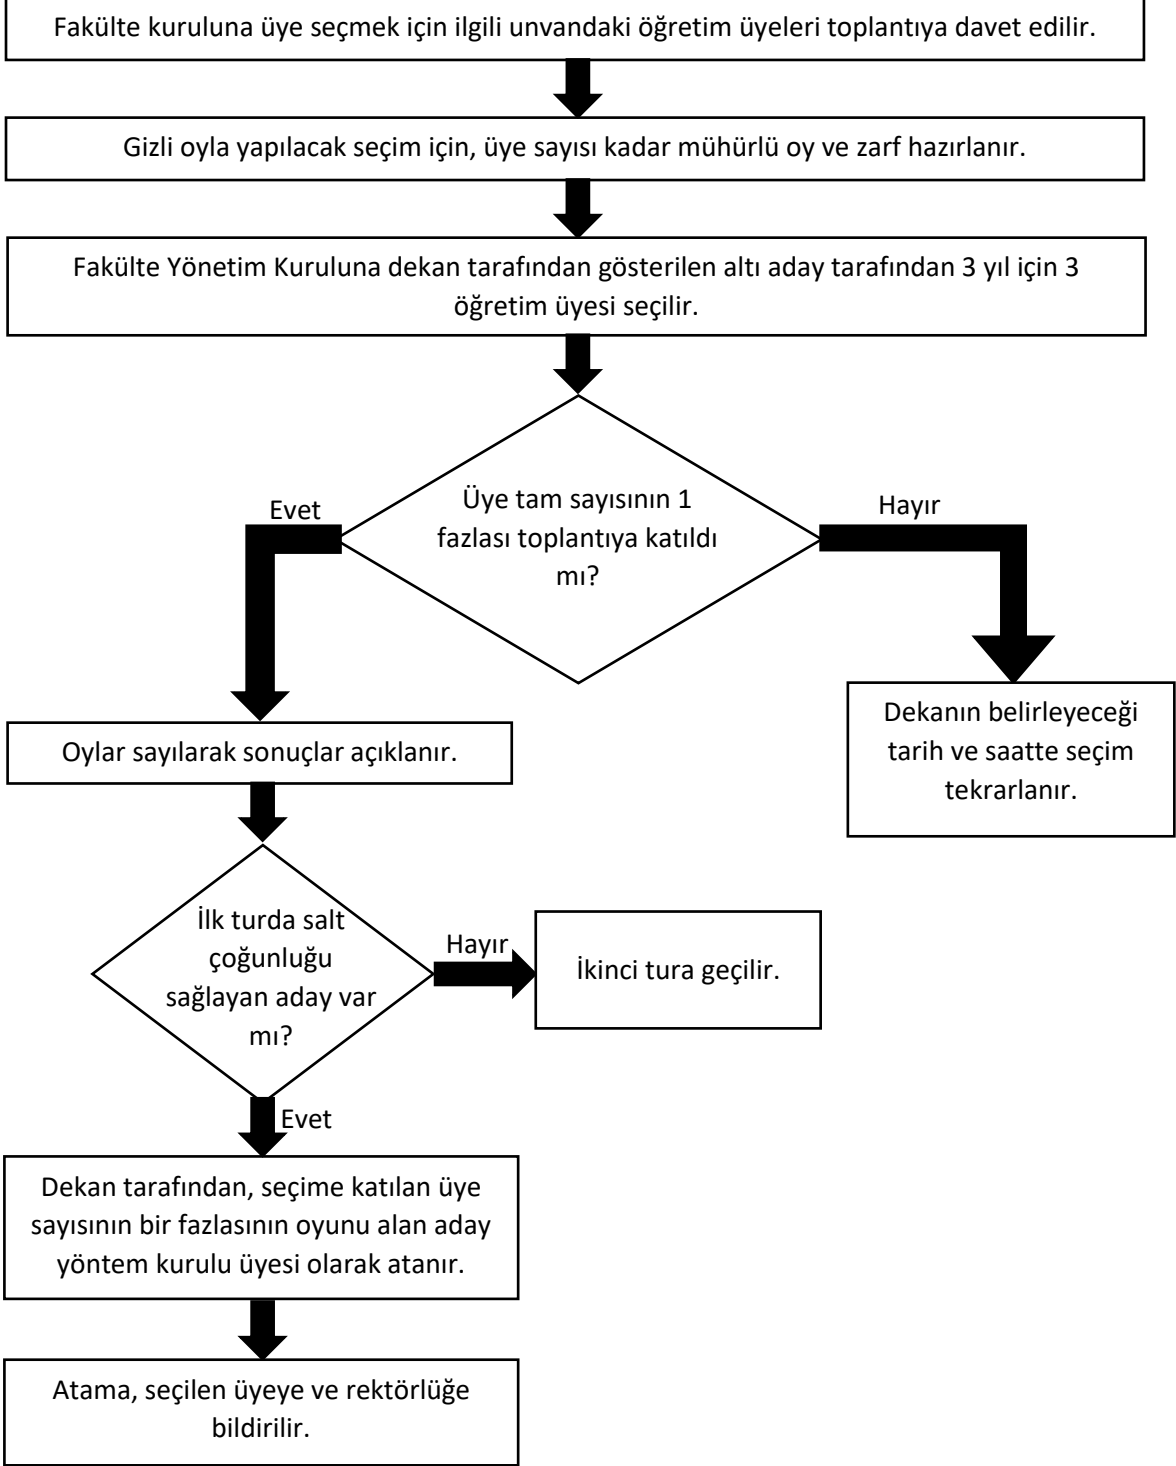 Fakülte kuruluna üye seçmek için ilgili unvandaki öğretim üyeleri toplantıya davet edilir.
Gizli oyla yapılacak seçim için, üye sayısı kadar mühürlü oy ve zarf hazırlanır.
Fakülte Yönetim Kuruluna dekan tarafından gösterilen altı aday tarafından 3 yıl için 3
öğretim üyesi seçilir.
Üye tam sayısının 1
fazlası toplantıya katıldı
mı?
Evet
Hayır
Dekanın belirleyeceği
tarih ve saatte seçim
tekrarlanır.
Oylar sayılarak sonuçlar açıklanır.
İlk turda salt
çoğunluğu
sağlayan aday var
mı?
Hayır
İkinci tura geçilir.
Evet
Dekan tarafından, seçime katılan üye
sayısının bir fazlasının oyunu alan aday
yöntem kurulu üyesi olarak atanır.
Atama, seçilen üyeye ve rektörlüğe
bildirilir.